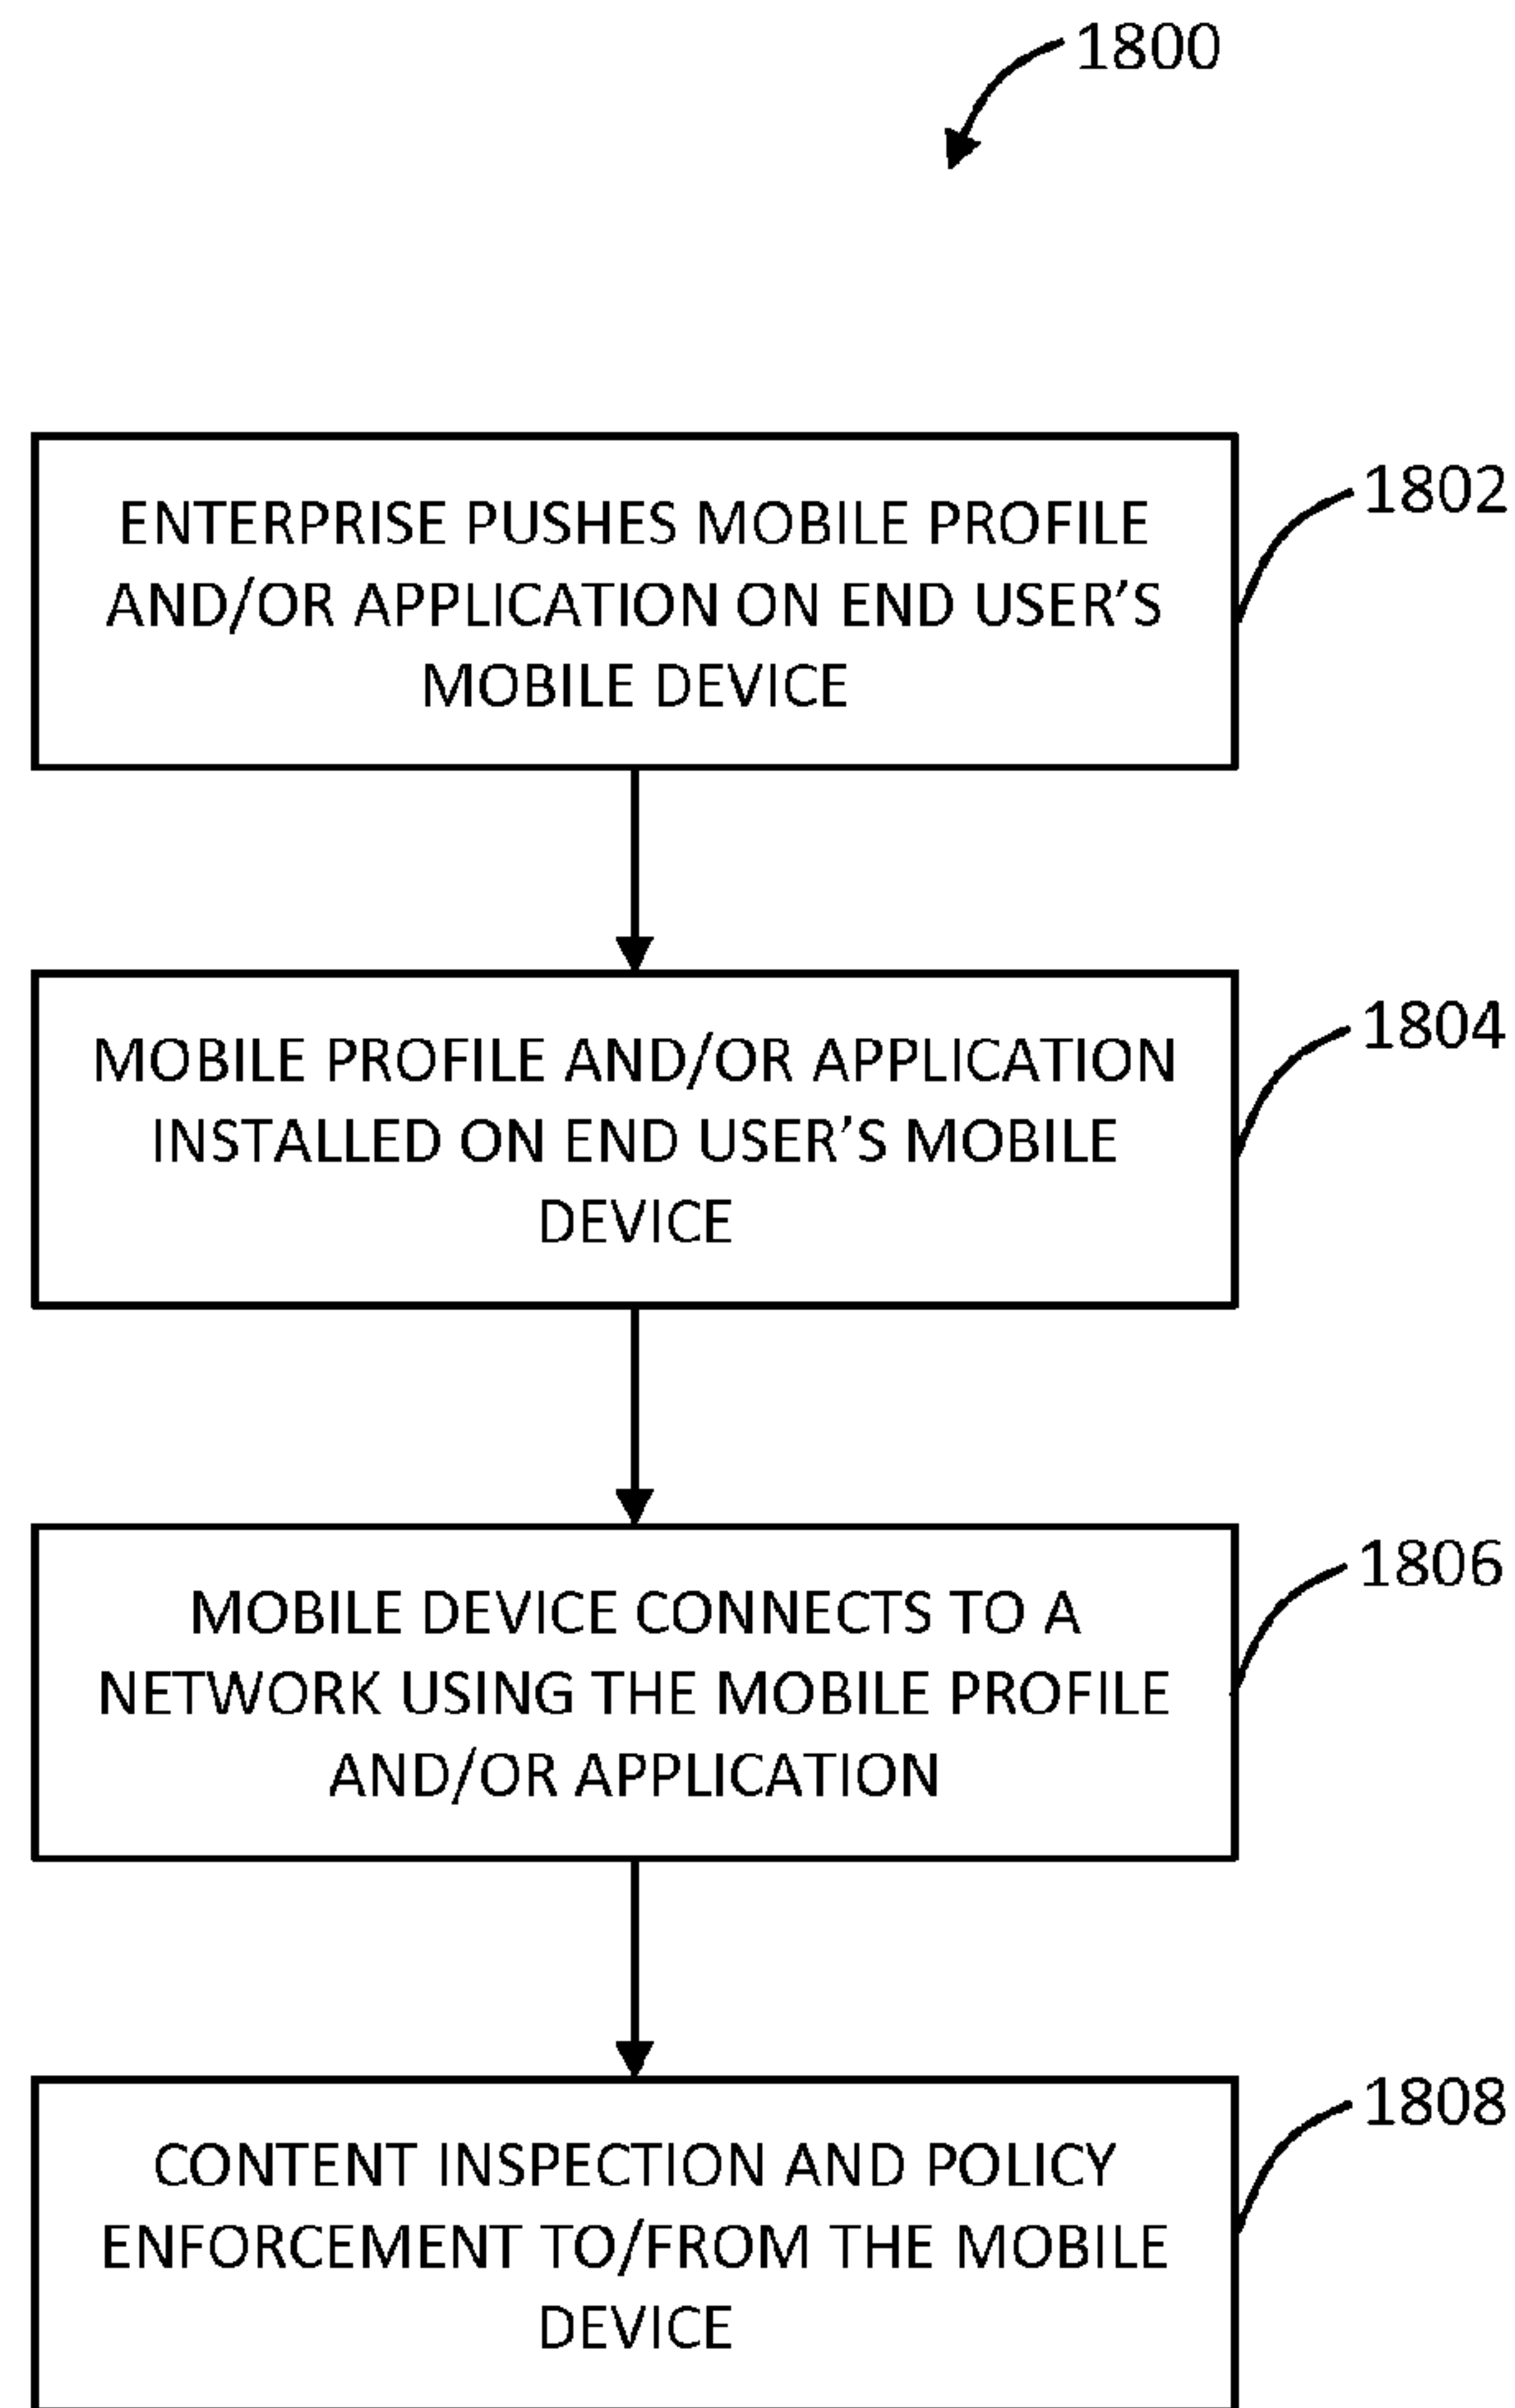 1800
ENTERPRISE PUSHES MOBILE PROFILE
AND/OR APPLICATION ON END USER’S
MOBILE DEVICE
1802
MOBILE PROFILE AND/OR APPLICATION
INSTALLED ON END USER’S MOBILE
DEVICE
1804
MOBILE DEVICE CONNECTS TO A
NETWORK USING THE MOBILE PROFILE
AND/OR APPLICATION
1806
CONTENT INSPECTION AND POLICY
ENFORCEMENT TO/FROM THE MOBILE
DEVICE
1808